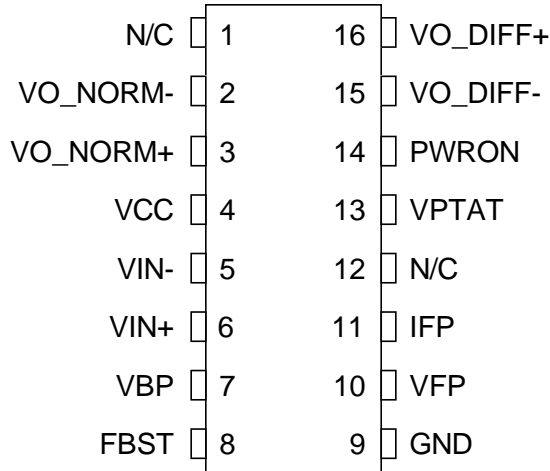 N/C 1 16 VO_DIFF+
VO_NORM- 2 15 VO_DIFF-
VO_NORM+ 3 14 PWRON
VCC 4 13 VPTAT
VIN- 5 12 N/C
VIN+ 6 11 IFP
VBP 7 10 VFP
FBST 8 9 GND